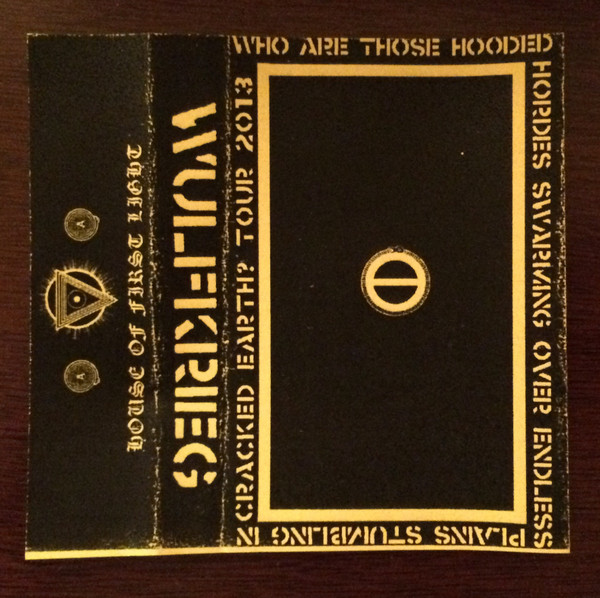 WHO ARE THOSE HOODED
HORDES SWARMING OVER ENDLESS
PLAINS STUMBLING IN
CRACKED EARTH? TOUR 2013
WULFKRIEG
HOUSE OF FIRST LIGHT
A
A